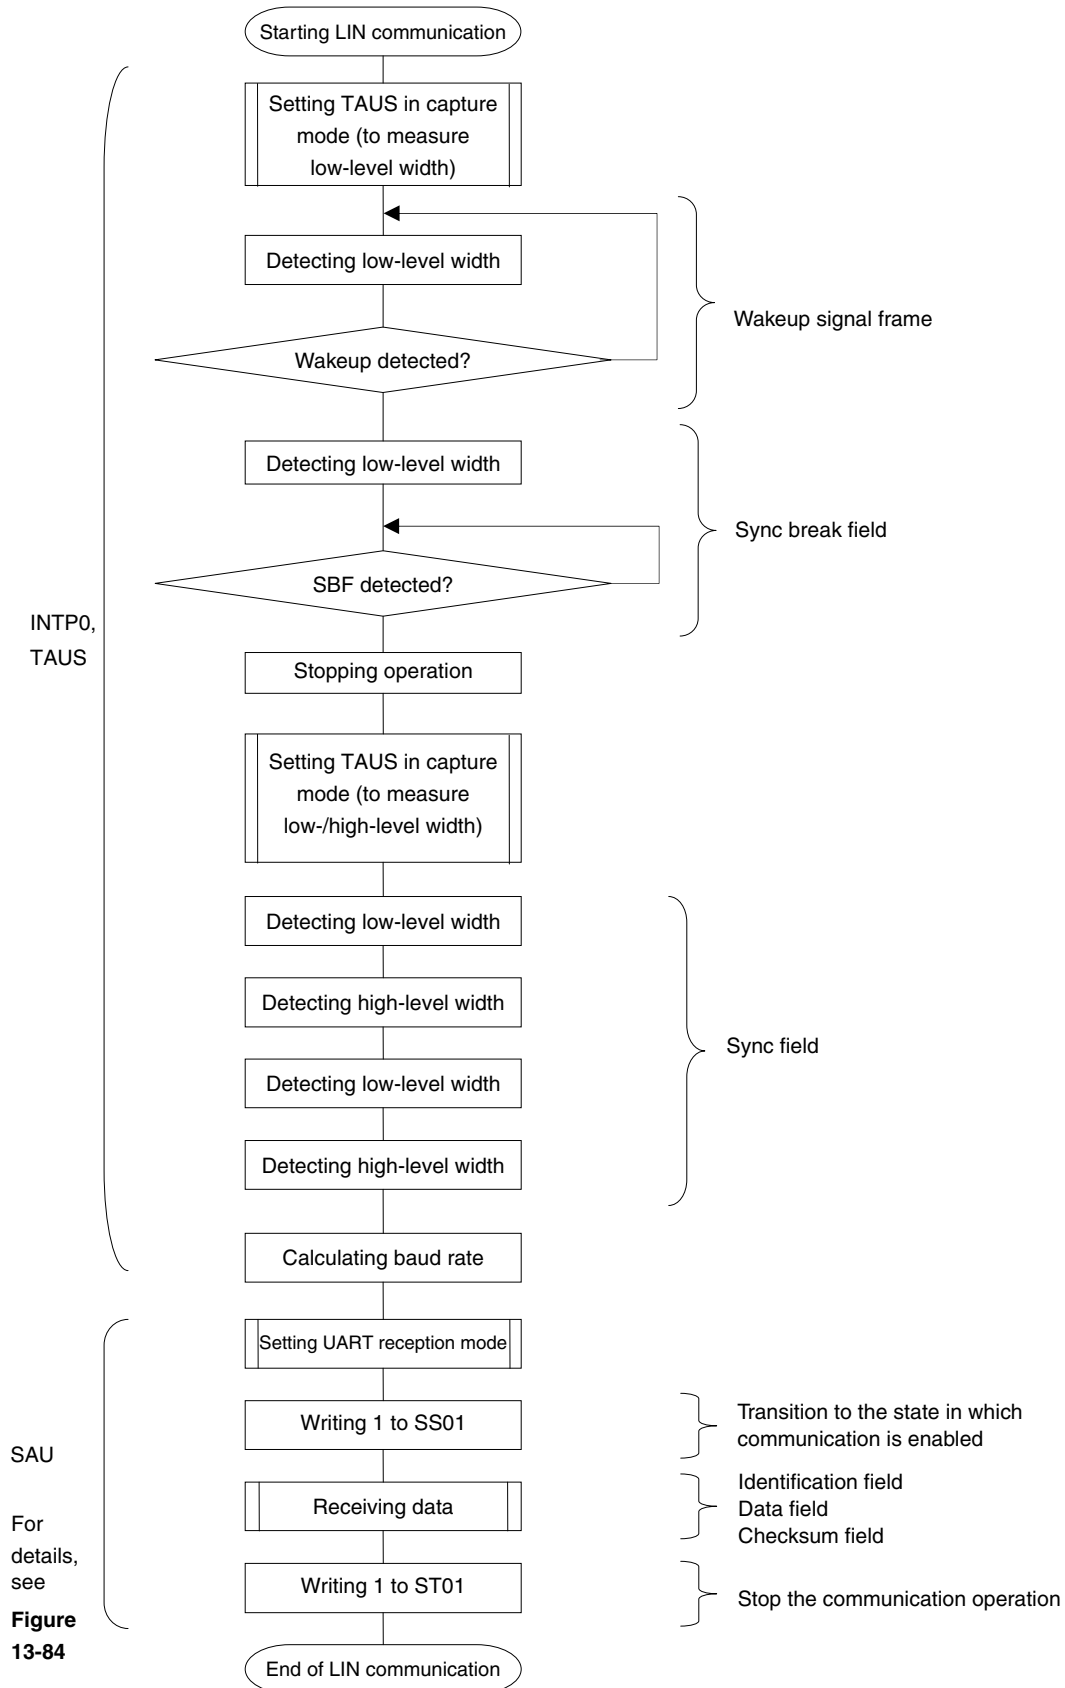 Starting LIN communication
Setting TAUS in capture
mode (to measure
low-level width)
Detecting low-level width
Wakeup detected?
Wakeup signal frame
Detecting low-level width
SBF detected?
Sync break field
INTP0,
TAUS
Stopping operation
Setting TAUS in capture
mode (to measure
low-/high-level width)
Detecting low-level width
Detecting high-level width
Detecting low-level width
Detecting high-level width
Sync field
Calculating baud rate
Setting UART reception mode
Writing 1 to SS01
Transition to the state in which
communication is enabled
SAU
For
details,
see
Figure
13-84
Receiving data
Identification field
Data field
Checksum field
Writing 1 to ST01
Stop the communication operation
End of LIN communication